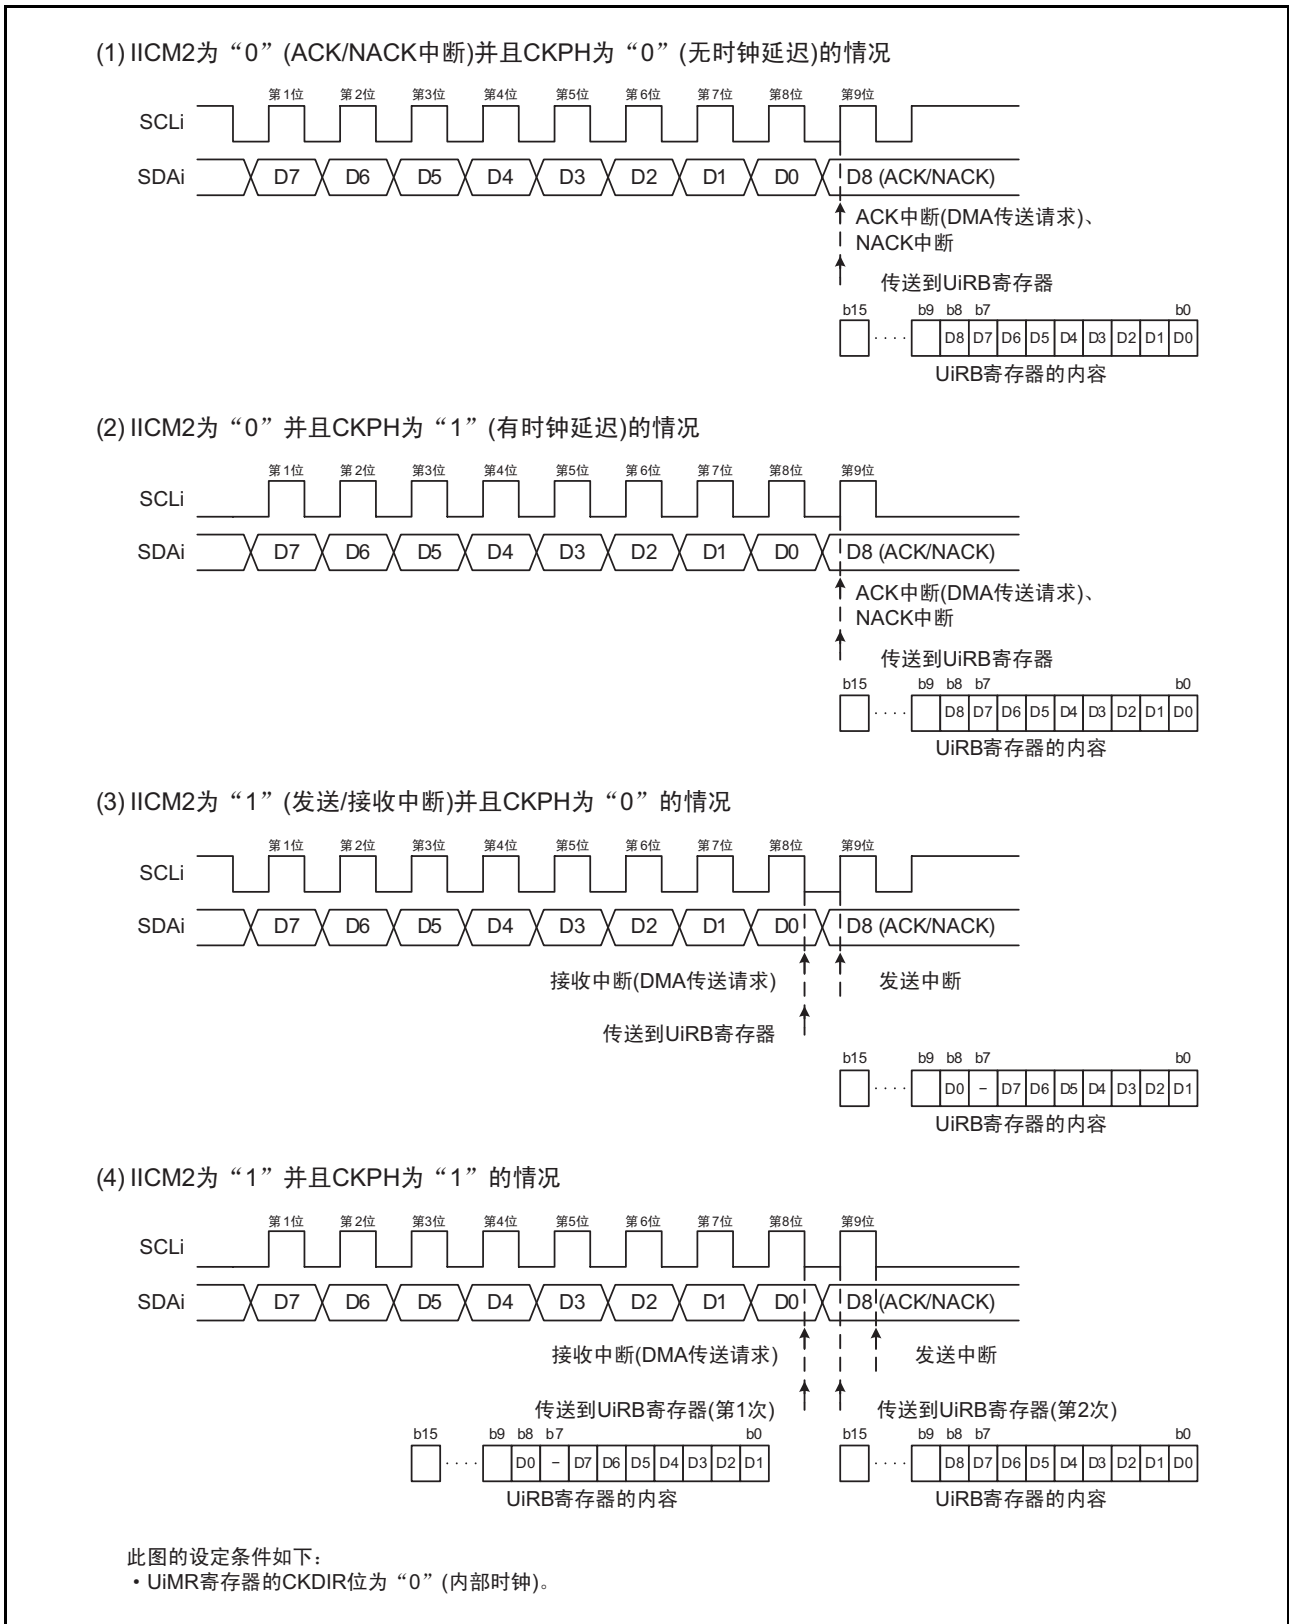 (1) IICM2为“0”(ACK/NACK中断)并且CKPH为“0”(无时钟延迟)的情况
第1位 第2位 第3位 第4位 第5位 第6位 第7位 第8位 第9位
SCLi
SDAi D7 D6 D5 D4 D3 D2 D1 D0 D8 (ACK/NACK)
ACK中断(DMA传送请求)、
NACK中断
传送到UiRB寄存器
b15 b9 b8 b7 b0
···· D8 D7 D6 D5 D4 D3 D2 D1 D0
UiRB寄存器的内容
(2) IICM2为“0”并且CKPH为“1”(有时钟延迟)的情况
第1位 第2位 第3位 第4位 第5位 第6位 第7位 第8位 第9位
SCLi
SDAi D7 D6 D5 D4 D3 D2 D1 D0 D8 (ACK/NACK)
ACK中断(DMA传送请求)、
NACK中断
传送到UiRB寄存器
b15 b9 b8 b7 b0
···· D8 D7 D6 D5 D4 D3 D2 D1 D0
UiRB寄存器的内容
(3) IICM2为“1”(发送/接收中断)并且CKPH为“0”的情况
第1位 第2位 第3位 第4位 第5位 第6位 第7位 第8位 第9位
SCLi
SDAi D7 D6 D5 D4 D3 D2 D1 D0 D8 (ACK/NACK)
接收中断(DMA传送请求) 发送中断
传送到UiRB寄存器
b15 b9 b8 b7 b0
···· D0 – D7 D6 D5 D4 D3 D2 D1
UiRB寄存器的内容
(4) IICM2为“1”并且CKPH为“1”的情况
第1位 第2位 第3位 第4位 第5位 第6位 第7位 第8位 第9位
SCLi
SDAi D7 D6 D5 D4 D3 D2 D1 D0 D8 (ACK/NACK)
接收中断(DMA传送请求) 发送中断
传送到UiRB寄存器(第1次) 传送到UiRB寄存器(第2次)
b15 b9 b8 b7 b0 b15 b9 b8 b7 b0
···· D0 – D7 D6 D5 D4 D3 D2 D1 ···· D8 D7 D6 D5 D4 D3 D2 D1 D0
UiRB寄存器的内容 UiRB寄存器的内容
此图的设定条件如下：
・UiMR寄存器的CKDIR位为“0”(内部时钟)。